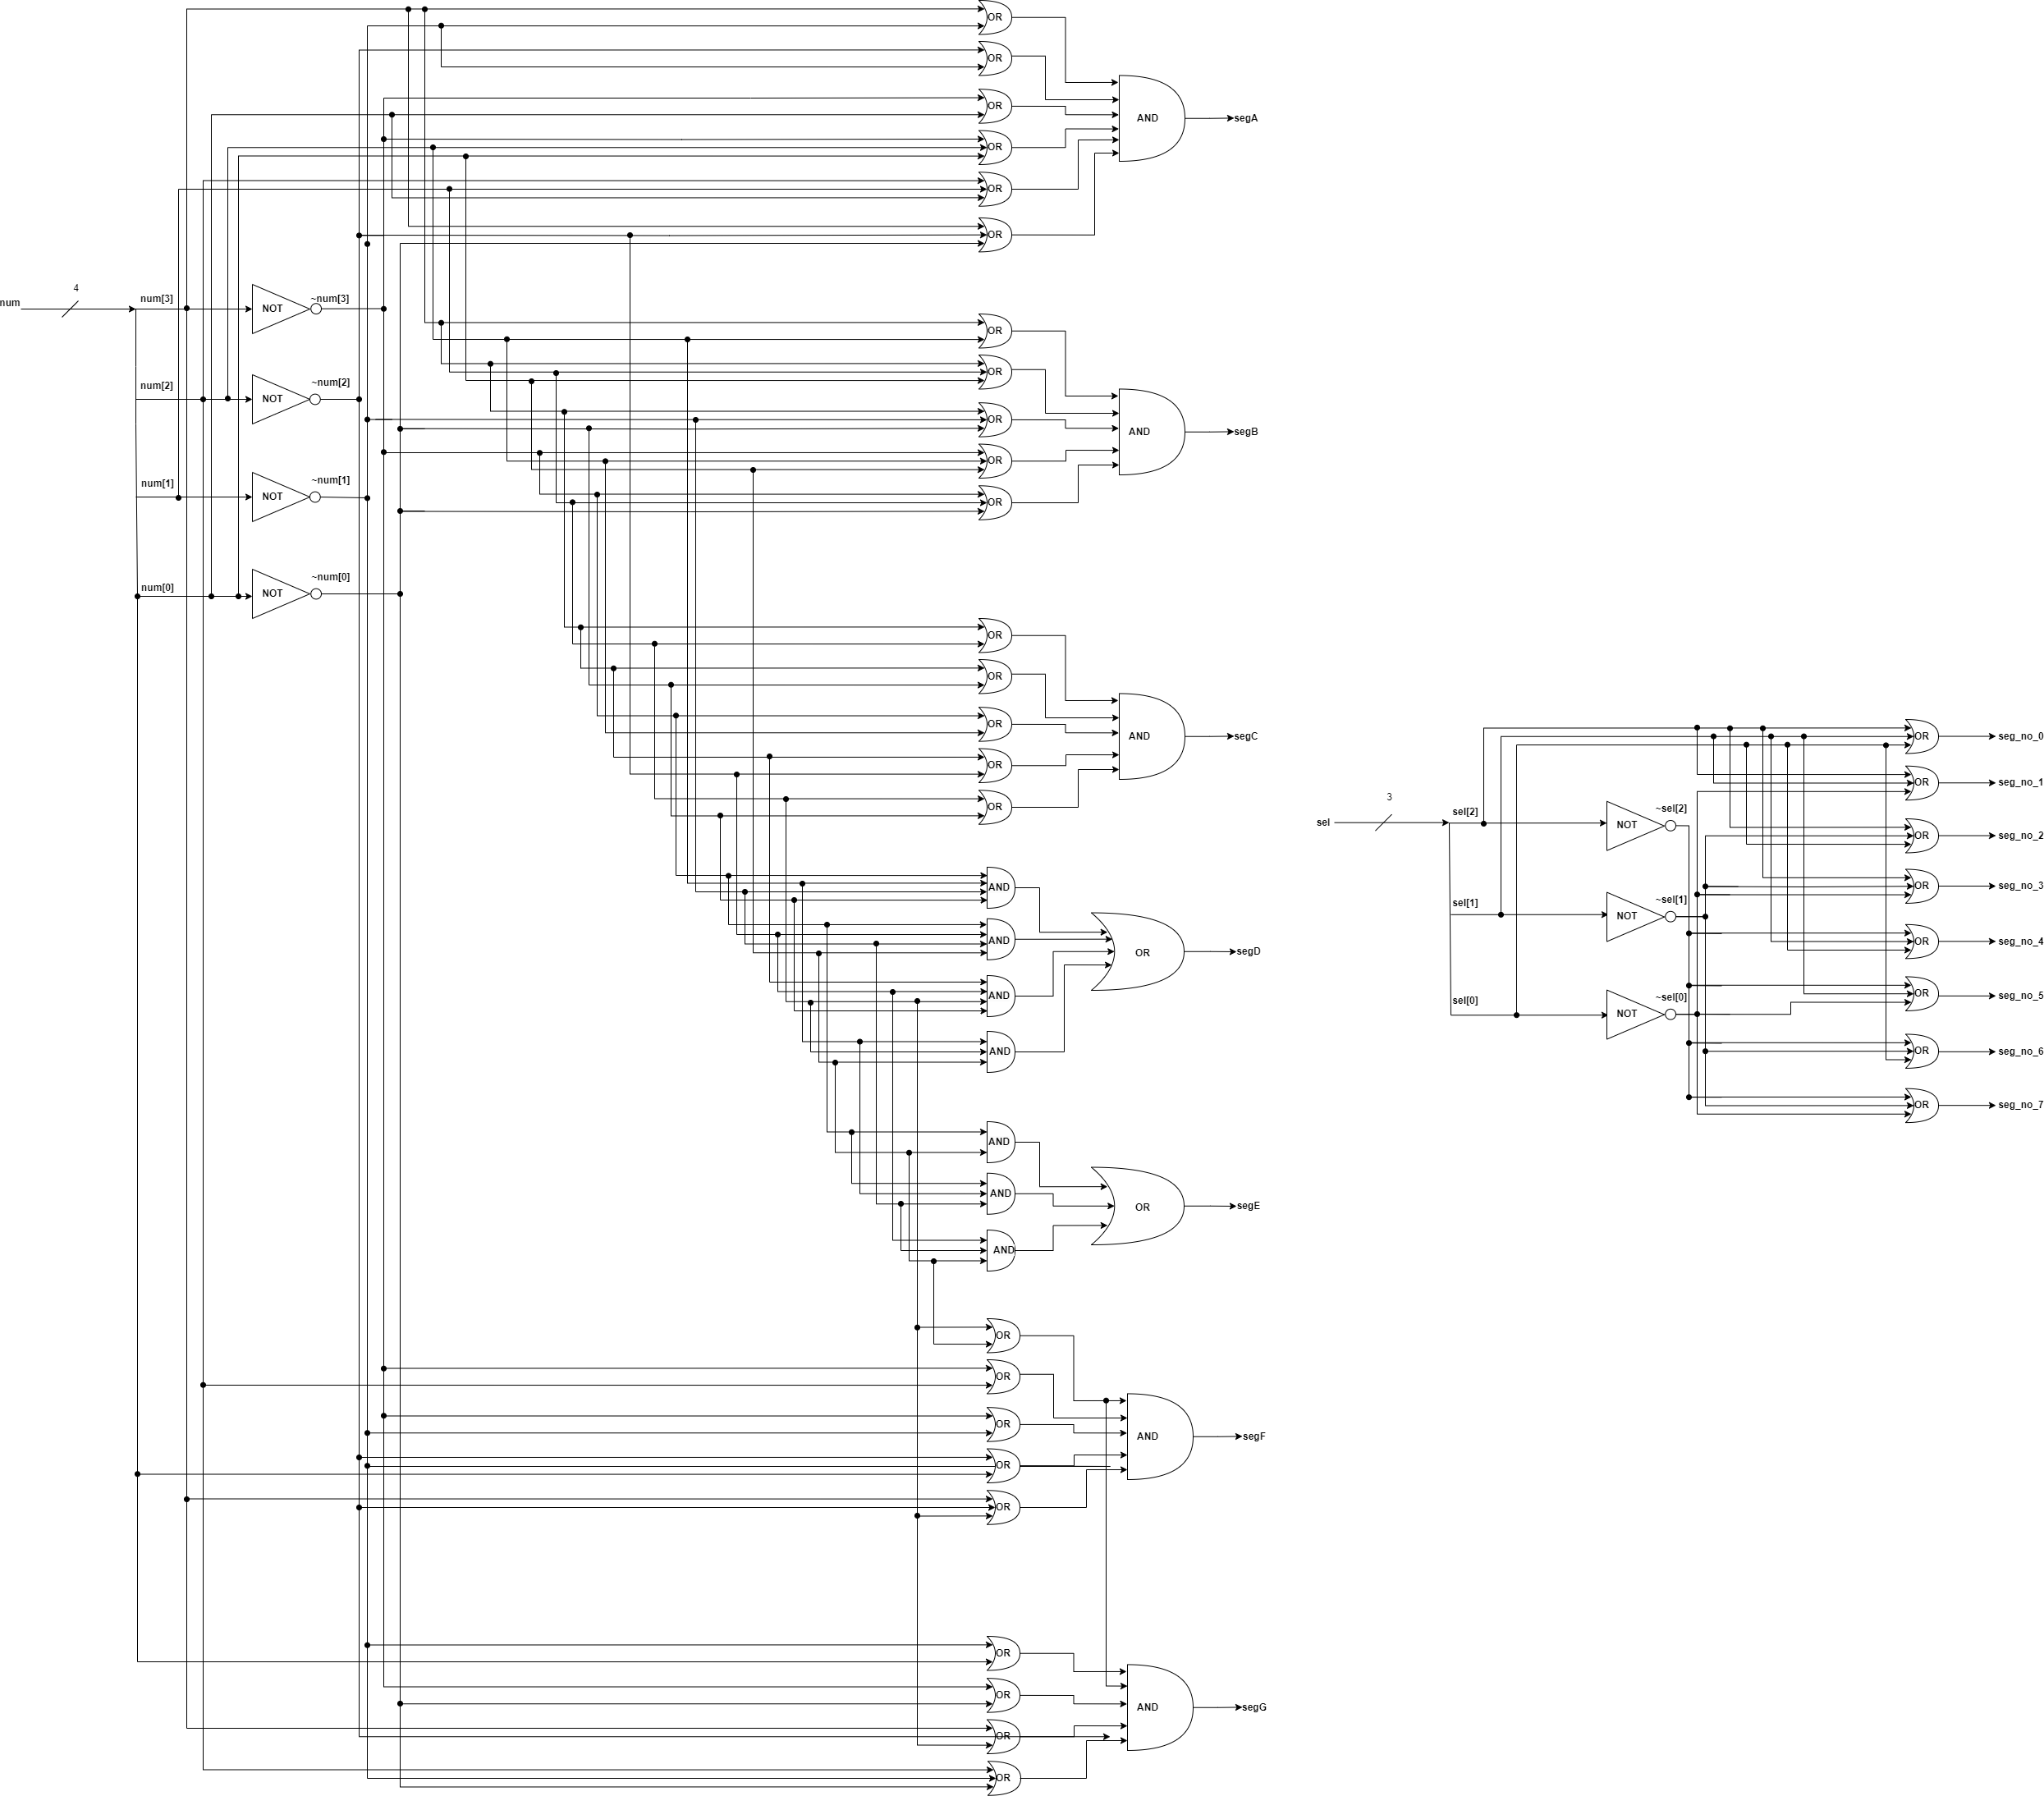 OR
OR
OR
OR
OR
OR
AND
segA
num
4
num[3]
NOT
~num[3]
num[2]
NOT
~num[2]
num[1]
NOT
~num[1]
num[0]
NOT
~num[0]
OR
OR
OR
OR
OR
AND
segB
OR
OR
OR
OR
OR
AND
segC
AND
AND
AND
AND
OR
segD
AND
AND
AND
OR
segE
OR
OR
OR
OR
OR
AND
segF
OR
OR
OR
OR
AND
segG
sel
3
sel[2]
NOT
~sel[2]
sel[1]
NOT
~sel[1]
sel[0]
NOT
~sel[0]
OR
seg_no_0
OR
seg_no_1
OR
seg_no_2
OR
seg_no_3
OR
seg_no_4
OR
seg_no_5
OR
seg_no_6
OR
seg_no_7